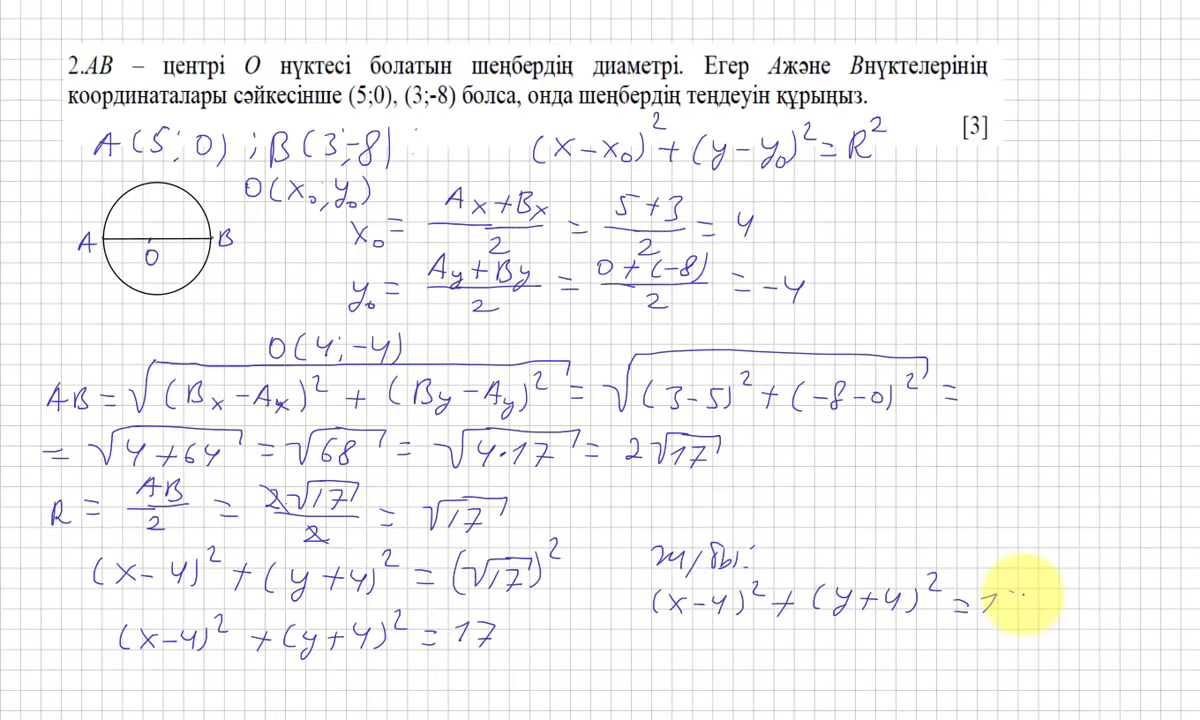 2.AB – центрі O нүктесі болатын шеңбердің диаметрі. Егер Aжәне Bнүктелерінің
координаталары сәйкесінше (5;0), (3;-8) болса, онда шеңбердің теңдеуін құрыңыз.
[3]
A(5;0); B(3;-8)
(x-x₀)²+(y-y₀)²=R²
O(x₀;y₀)
A O B
x₀ = (Ax+Bx)/2 = (5+3)/2 = 4
y₀ = (Ay+By)/2 = (0+(-8))/2 = -4
O(4;-4)
AB = √((Bx-Ax)²+(By-Ay)²) = √((3-5)²+(-8-0)²) =
= √(4+64) = √68 = √(4·17) = 2√17
R = AB/2 = 2√17/2 = √17
(x-4)²+(y+4)²=(√17)²
(x-4)²+(y+4)²=17
ж/бы:
(x-4)²+(y+4)²=